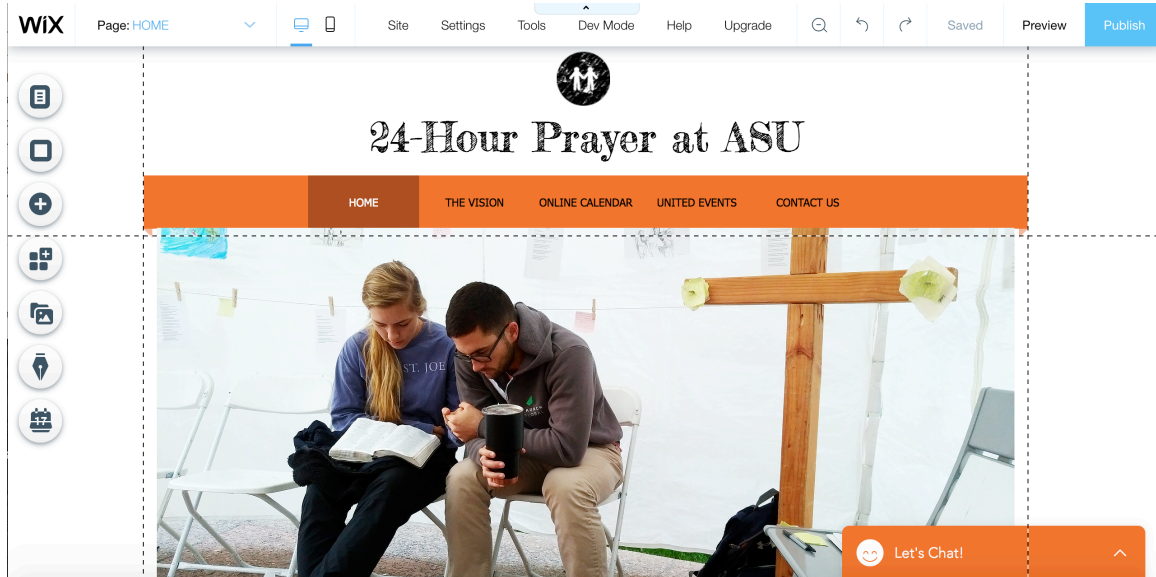 WiX Page: HOME Site Settings Tools Dev Mode Help Upgrade Saved Preview Publish
24-Hour Prayer at ASU
HOME THE VISION ONLINE CALENDAR UNITED EVENTS CONTACT US
ST. JOE
17
Let's Chat!